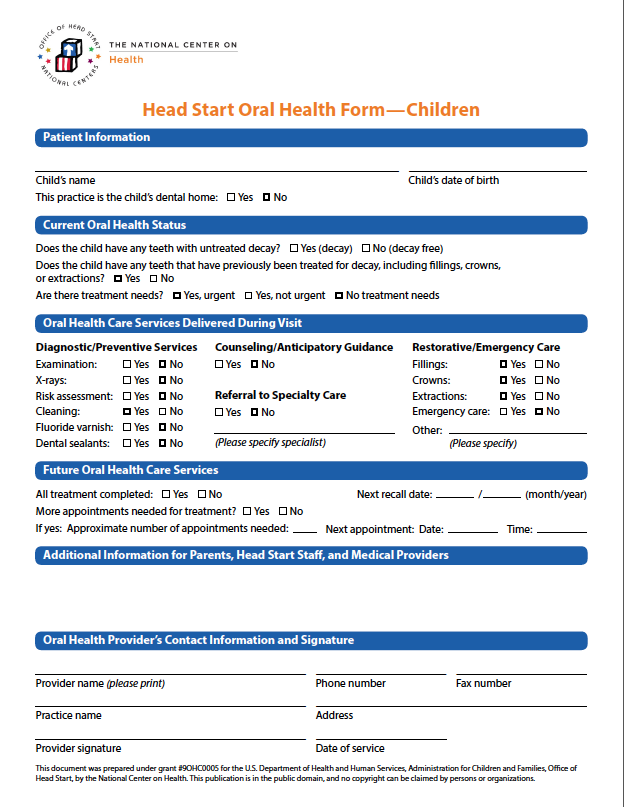 OFFICE OF HEAD START
NATIONAL CENTERS
THE NATIONAL CENTER ON
Health
Head Start Oral Health Form—Children
Patient Information
Child's name Child's date of birth
This practice is the child's dental home: ☐ Yes ☐ No
Current Oral Health Status
Does the child have any teeth with untreated decay? ☐ Yes (decay) ☐ No (decay free)
Does the child have any teeth that have previously been treated for decay, including fillings, crowns,
or extractions? ☐ Yes ☐ No
Are there treatment needs? ☐ Yes, urgent ☐ Yes, not urgent ☐ No treatment needs
Oral Health Care Services Delivered During Visit
Diagnostic/Preventive Services Counseling/Anticipatory Guidance Restorative/Emergency Care
Examination: ☐ Yes ☐ No ☐ Yes ☐ No Fillings: ☐ Yes ☐ No
X-rays: ☐ Yes ☐ No Crowns: ☐ Yes ☐ No
Risk assessment: ☐ Yes ☐ No Referral to Specialty Care Extractions: ☐ Yes ☐ No
Cleaning: ☐ Yes ☐ No ☐ Yes ☐ No Emergency care: ☐ Yes ☐ No
Fluoride varnish: ☐ Yes ☐ No Other: ____
Dental sealants: ☐ Yes ☐ No (Please specify specialist) (Please specify)
Future Oral Health Care Services
All treatment completed: ☐ Yes ☐ No Next recall date: ____ / ____ (month/year)
More appointments needed for treatment? ☐ Yes ☐ No
If yes: Approximate number of appointments needed: ____ Next appointment: Date: ____ Time: ____
Additional Information for Parents, Head Start Staff, and Medical Providers
Oral Health Provider's Contact Information and Signature
Provider name (please print) Phone number Fax number
Practice name Address
Provider signature Date of service
This document was prepared under grant #9OHC0005 for the U.S. Department of Health and Human Services, Administration for Children and Families, Office of
Head Start, by the National Center on Health. This publication is in the public domain, and no copyright can be claimed by persons or organizations.